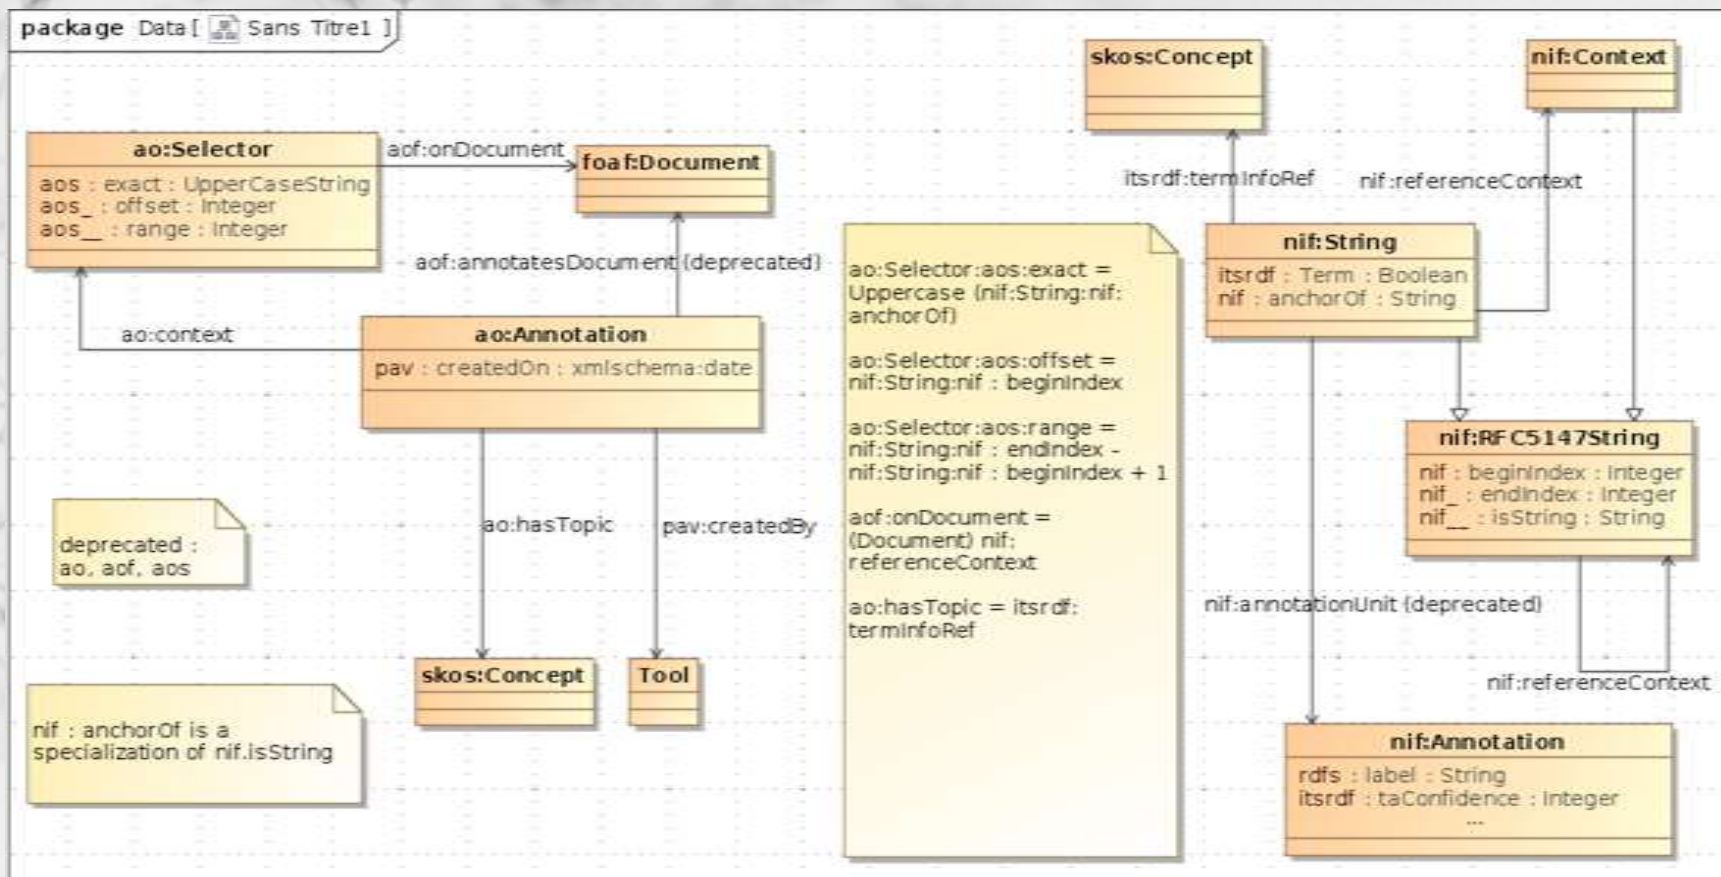 package Data [ Sans Titre1 ]
ao:Selector
aos : exact : UpperCaseString
aos_ : offset : Integer
aos__ : range : Integer
aof:onDocument
foaf:Document
aof:annotatesDocument (deprecated)
ao:context
ao:Annotation
pav : createdOn : xmlschema:date
ao:hasTopic
pav:createdBy
deprecated :
ao, aof, aos
skos:Concept
Tool
nif : anchorOf is a
specialization of nif.isString
ao:Selector:aos:exact =
Uppercase (nif:String:nif:
anchorOf)
ao:Selector:aos:offset =
nif:String:nif : beginIndex
ao:Selector:aos:range =
nif:String:nif : endIndex -
nif:String:nif : beginIndex + 1
aof:onDocument =
(Document) nif:
referenceContext
ao:hasTopic = itsrdf:
termInfoRef
skos:Concept
nif:Context
itsrdf:termInfoRef
nif:referenceContext
nif:String
itsrdf : Term : Boolean
nif : anchorOf : String
nif:RFC5147String
nif : beginIndex : Integer
nif_ : endIndex : Integer
nif__ : isString : String
nif:annotationUnit (deprecated)
nif:referenceContext
nif:Annotation
rdfs : label : String
itsrdf : taConfidence : Integer
...